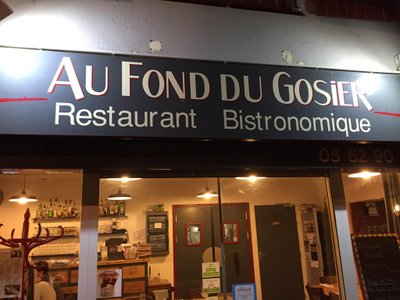 AU FOND DU GOSiER
Restaurant Bistronomique
05 62 90